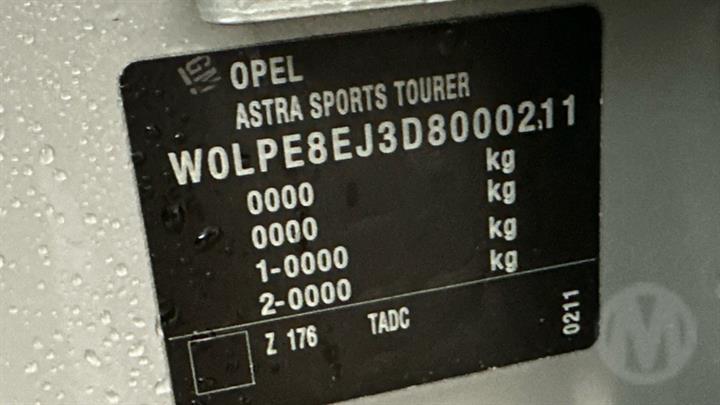 GM OPEL
ASTRA SPORTS TOURER
W0LPE8EJ3D8000211
0000 kg
0000 kg
1-0000 kg
2-0000 kg
Z 176 TADC
0211
M